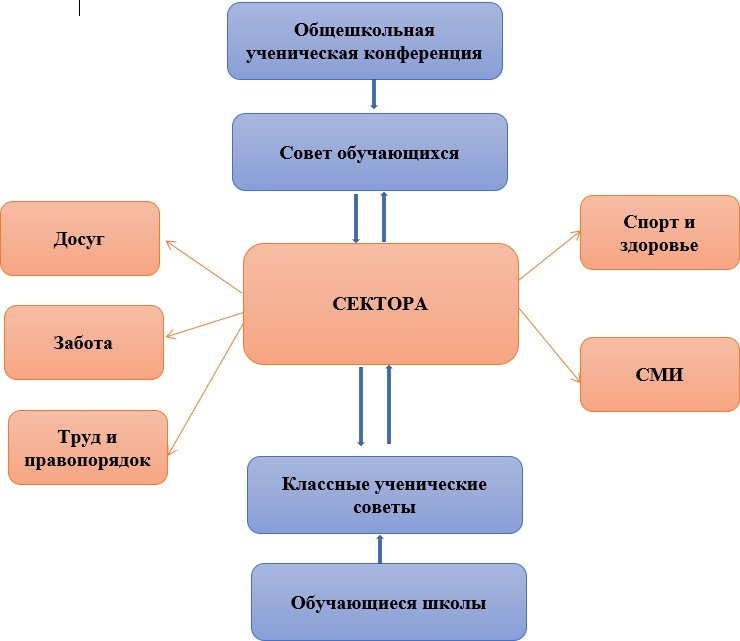 Общешкольная
ученическая конференция
Совет обучающихся
Досуг
Спорт и
здоровье
СЕКТОРА
Забота
СМИ
Труд и
правопорядок
Классные ученические
советы
Обучающиеся школы